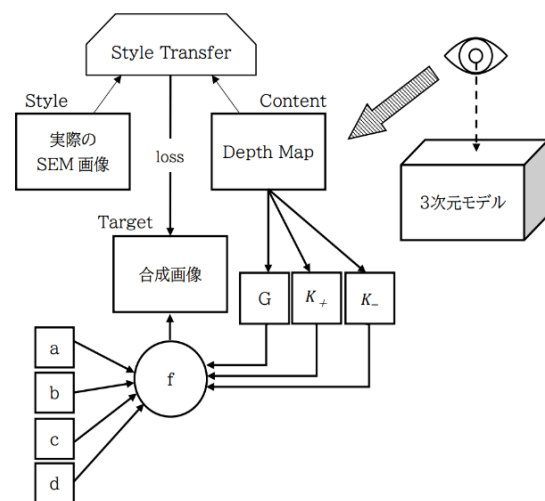 Style Transfer
Style
Content
実際の
SEM 画像
loss
Depth Map
3次元モデル
Target
合成画像
G
K₊
K₋
a
b
c
d
f